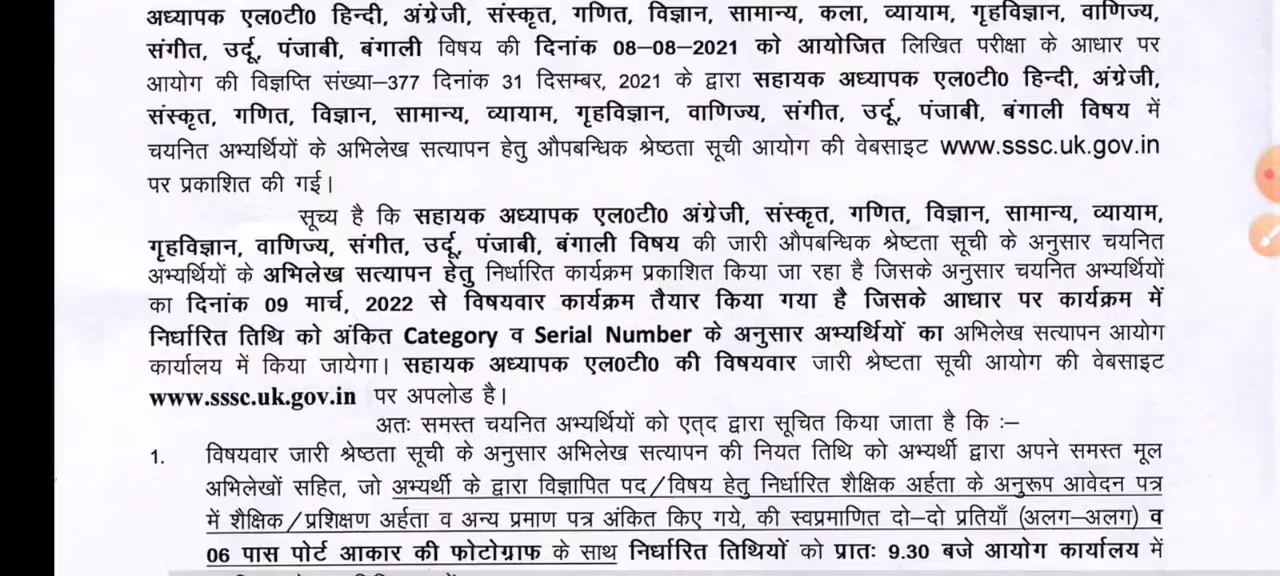 अध्यापक एल0टी0 हिन्दी, अंग्रेजी, संस्कृत, गणित, विज्ञान, सामान्य, कला, व्यायाम, गृहविज्ञान, वाणिज्य,
संगीत, उर्दू, पंजाबी, बंगाली विषय की दिनांक 08-08-2021 को आयोजित लिखित परीक्षा के आधार पर
आयोग की विज्ञप्ति संख्या-377 दिनांक 31 दिसम्बर, 2021 के द्वारा सहायक अध्यापक एल0टी0 हिन्दी, अंग्रेजी,
संस्कृत, गणित, विज्ञान, सामान्य, व्यायाम, गृहविज्ञान, वाणिज्य, संगीत, उर्दू, पंजाबी, बंगाली विषय में
चयनित अभ्यर्थियों के अभिलेख सत्यापन हेतु औपबन्धिक श्रेष्ठता सूची आयोग की वेबसाइट www.sssc.uk.gov.in
पर प्रकाशित की गई।
सूच्य है कि सहायक अध्यापक एल0टी0 अंग्रेजी, संस्कृत, गणित, विज्ञान, सामान्य, व्यायाम,
गृहविज्ञान, वाणिज्य, संगीत, उर्दू, पंजाबी, बंगाली विषय की जारी औपबन्धिक श्रेष्टता सूची के अनुसार चयनित
अभ्यर्थियों के अभिलेख सत्यापन हेतु निर्धारित कार्यक्रम प्रकाशित किया जा रहा है जिसके अनुसार चयनित अभ्यर्थियों
का दिनांक 09 मार्च, 2022 से विषयवार कार्यक्रम तैयार किया गया है जिसके आधार पर कार्यक्रम में
निर्धारित तिथि को अंकित Category व Serial Number के अनुसार अभ्यर्थियों का अभिलेख सत्यापन आयोग
कार्यालय में किया जायेगा। सहायक अध्यापक एल0टी0 की विषयवार जारी श्रेष्टता सूची आयोग की वेबसाइट
www.sssc.uk.gov.in पर अपलोड है।
अतः समस्त चयनित अभ्यर्थियों को एत्द द्वारा सूचित किया जाता है कि :–
1. विषयवार जारी श्रेष्ठता सूची के अनुसार अभिलेख सत्यापन की नियत तिथि को अभ्यर्थी द्वारा अपने समस्त मूल
अभिलेखों सहित, जो अभ्यर्थी के द्वारा विज्ञापित पद/विषय हेतु निर्धारित शैक्षिक अर्हता के अनुरूप आवेदन पत्र
में शैक्षिक/प्रशिक्षण अर्हता व अन्य प्रमाण पत्र अंकित किए गये, की स्वप्रमाणित दो-दो प्रतियाँ (अलग-अलग) व
06 पास पोर्ट आकार की फोटोग्राफ के साथ निर्धारित तिथियों को प्रातः 9.30 बजे आयोग कार्यालय में